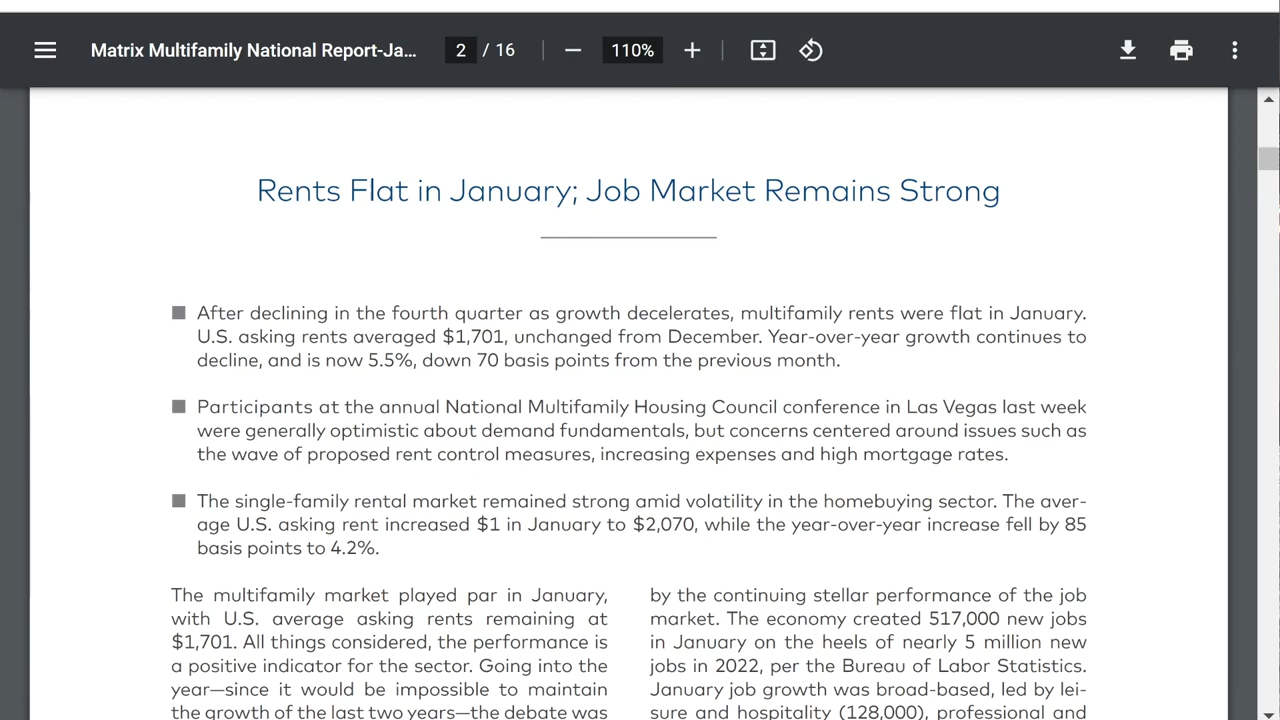 Matrix Multifamily National Report-Ja...
2 / 16
110%
Rents Flat in January; Job Market Remains Strong
After declining in the fourth quarter as growth decelerates, multifamily rents were flat in January.
U.S. asking rents averaged $1,701, unchanged from December. Year-over-year growth continues to
decline, and is now 5.5%, down 70 basis points from the previous month.
Participants at the annual National Multifamily Housing Council conference in Las Vegas last week
were generally optimistic about demand fundamentals, but concerns centered around issues such as
the wave of proposed rent control measures, increasing expenses and high mortgage rates.
The single-family rental market remained strong amid volatility in the homebuying sector. The aver-
age U.S. asking rent increased $1 in January to $2,070, while the year-over-year increase fell by 85
basis points to 4.2%.
The multifamily market played par in January,
with U.S. average asking rents remaining at
$1,701. All things considered, the performance is
a positive indicator for the sector. Going into the
year—since it would be impossible to maintain
the growth of the last two years—the debate was
by the continuing stellar performance of the job
market. The economy created 517,000 new jobs
in January on the heels of nearly 5 million new
jobs in 2022, per the Bureau of Labor Statistics.
January job growth was broad-based, led by lei-
sure and hospitality (128,000), professional and